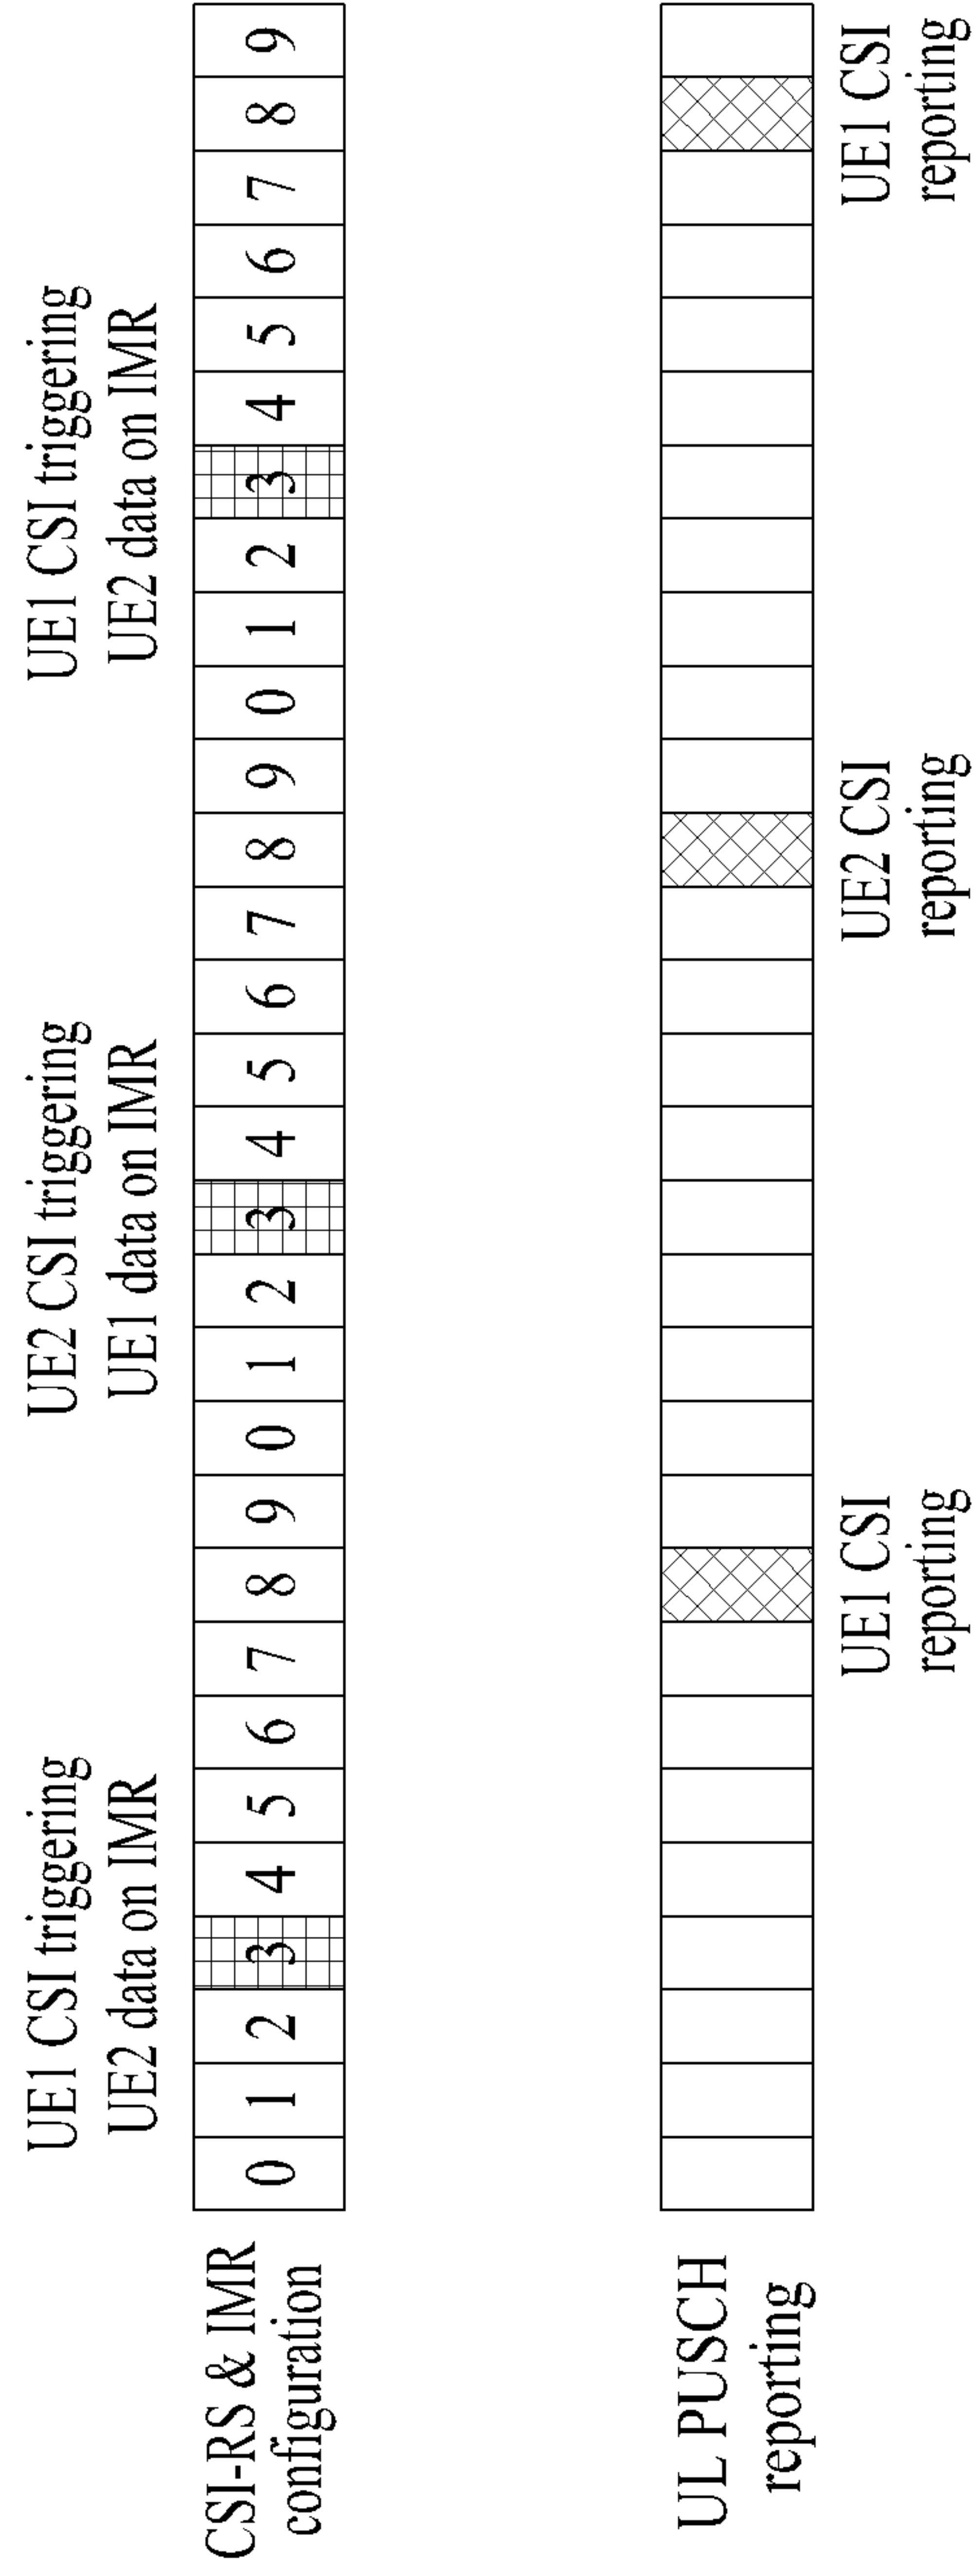 UE1 CSI triggering
UE2 data on IMR
UE2 CSI triggering
UE1 data on IMR
UE1 CSI triggering
UE2 data on IMR
CSI-RS & IMR
configuration
0 1 2 3 4 5 6 7 8 9 0 1 2 3 4 5 6 7 8 9 0 1 2 3 4 5 6 7 8 9
UL PUSCH
reporting
UE1 CSI
reporting
UE2 CSI
reporting
UE1 CSI
reporting